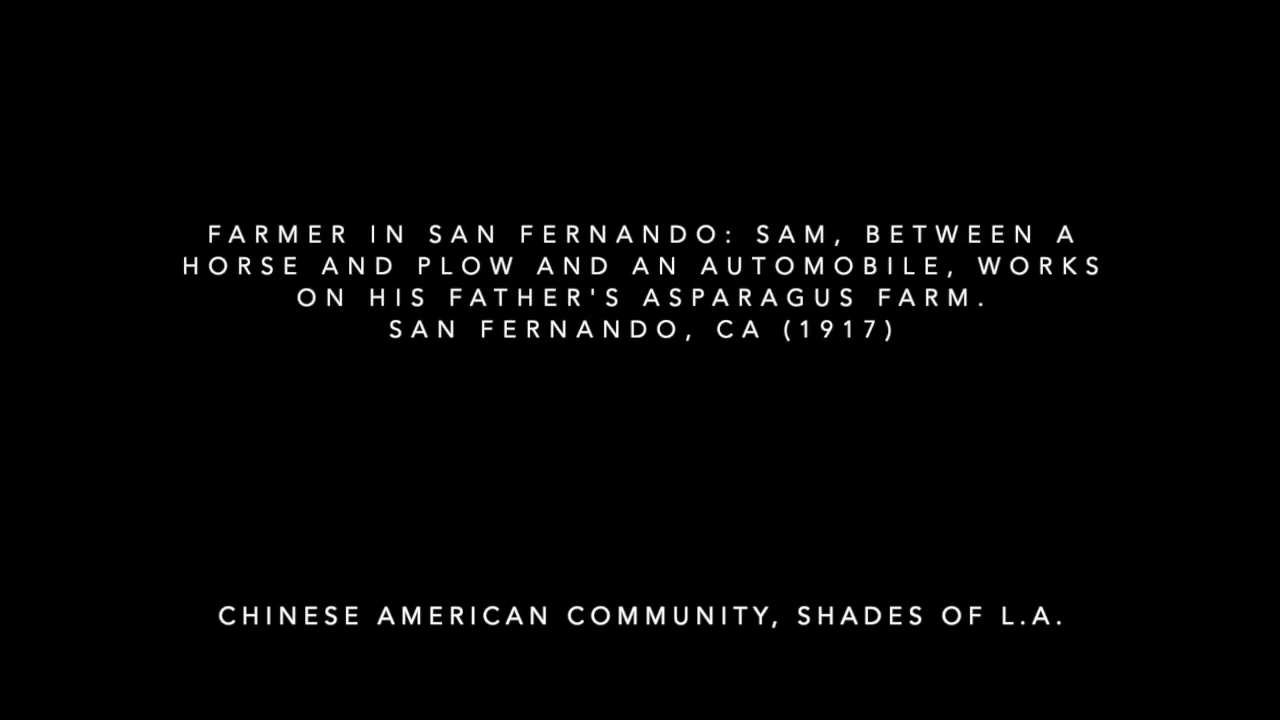 FARMER IN SAN FERNANDO: SAM, BETWEEN A
HORSE AND PLOW AND AN AUTOMOBILE, WORKS
ON HIS FATHER'S ASPARAGUS FARM.
SAN FERNANDO, CA (1917)
CHINESE AMERICAN COMMUNITY, SHADES OF L.A.